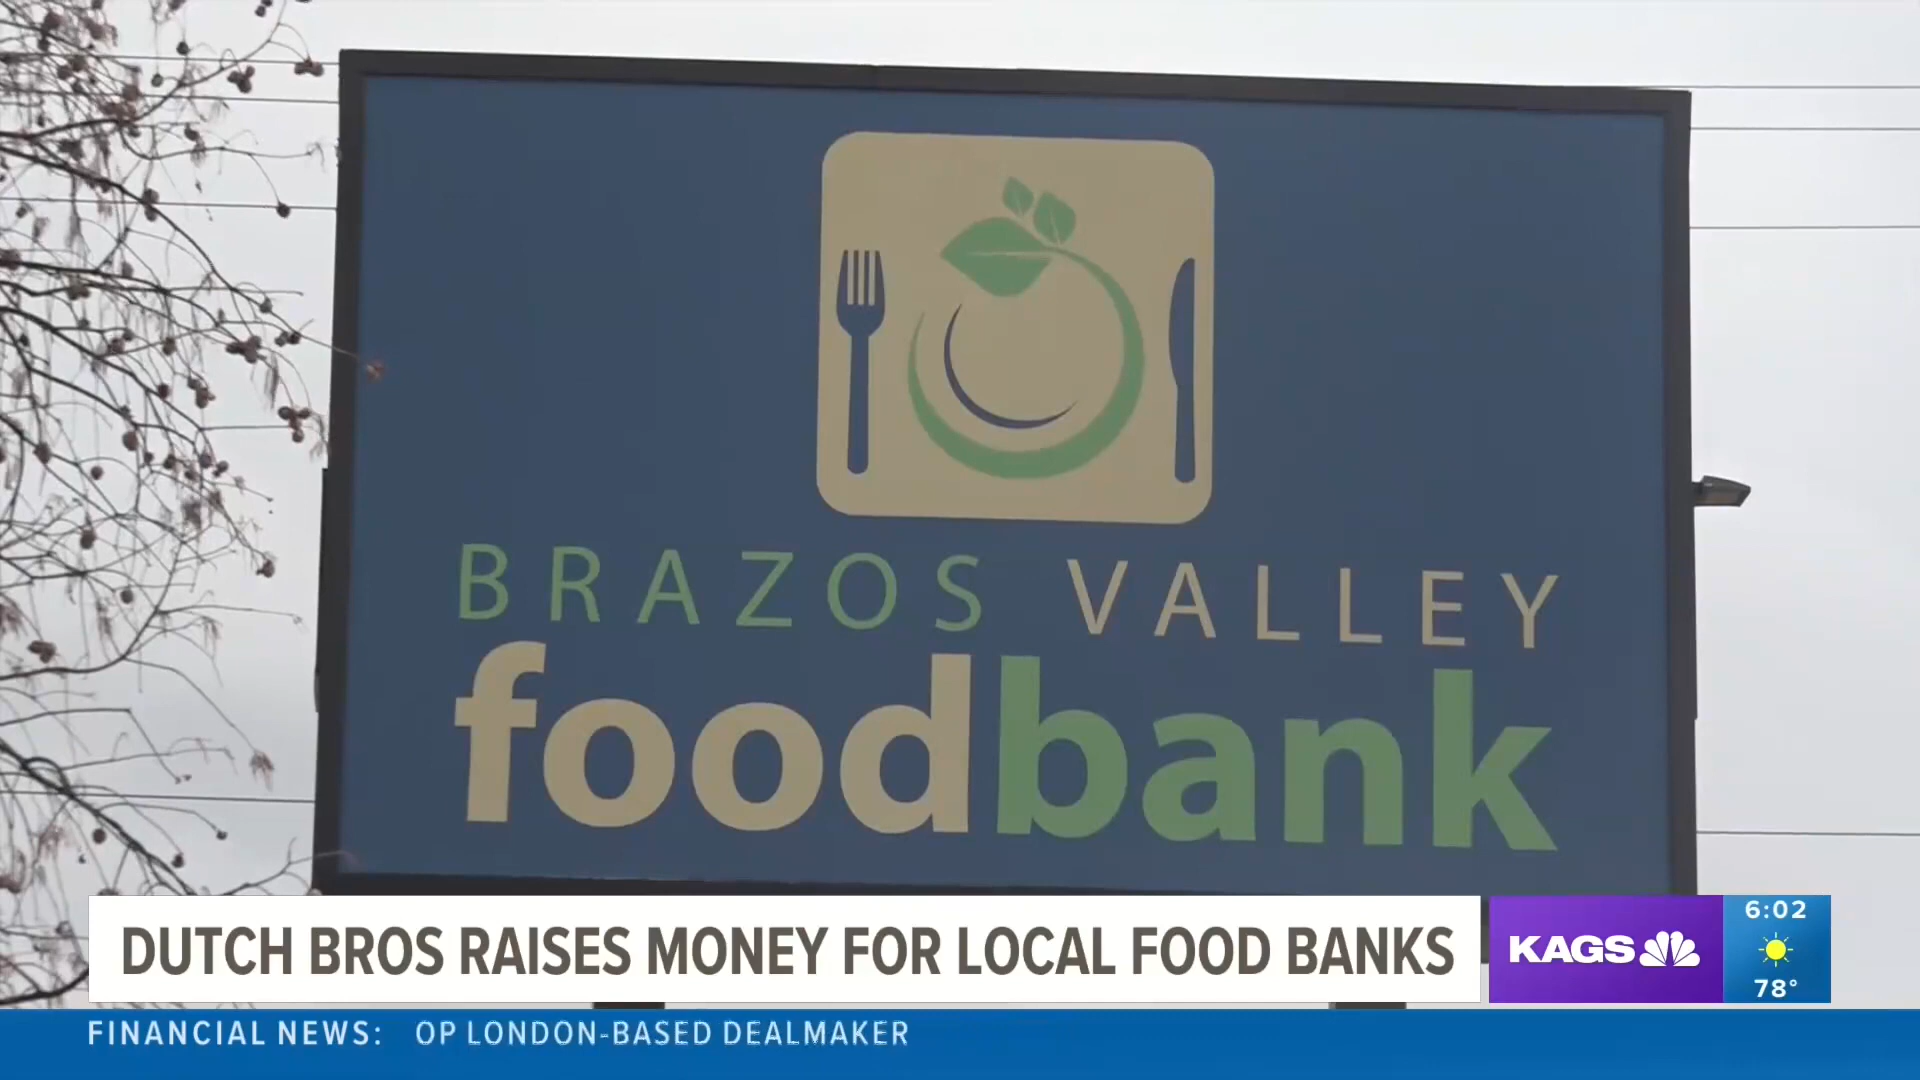 BRAZOS VALLEY
foodbank
DUTCH BROS RAISES MONEY FOR LOCAL FOOD BANKS
KAGS
6:02
78°
FINANCIAL NEWS: OP LONDON-BASED DEALMAKER